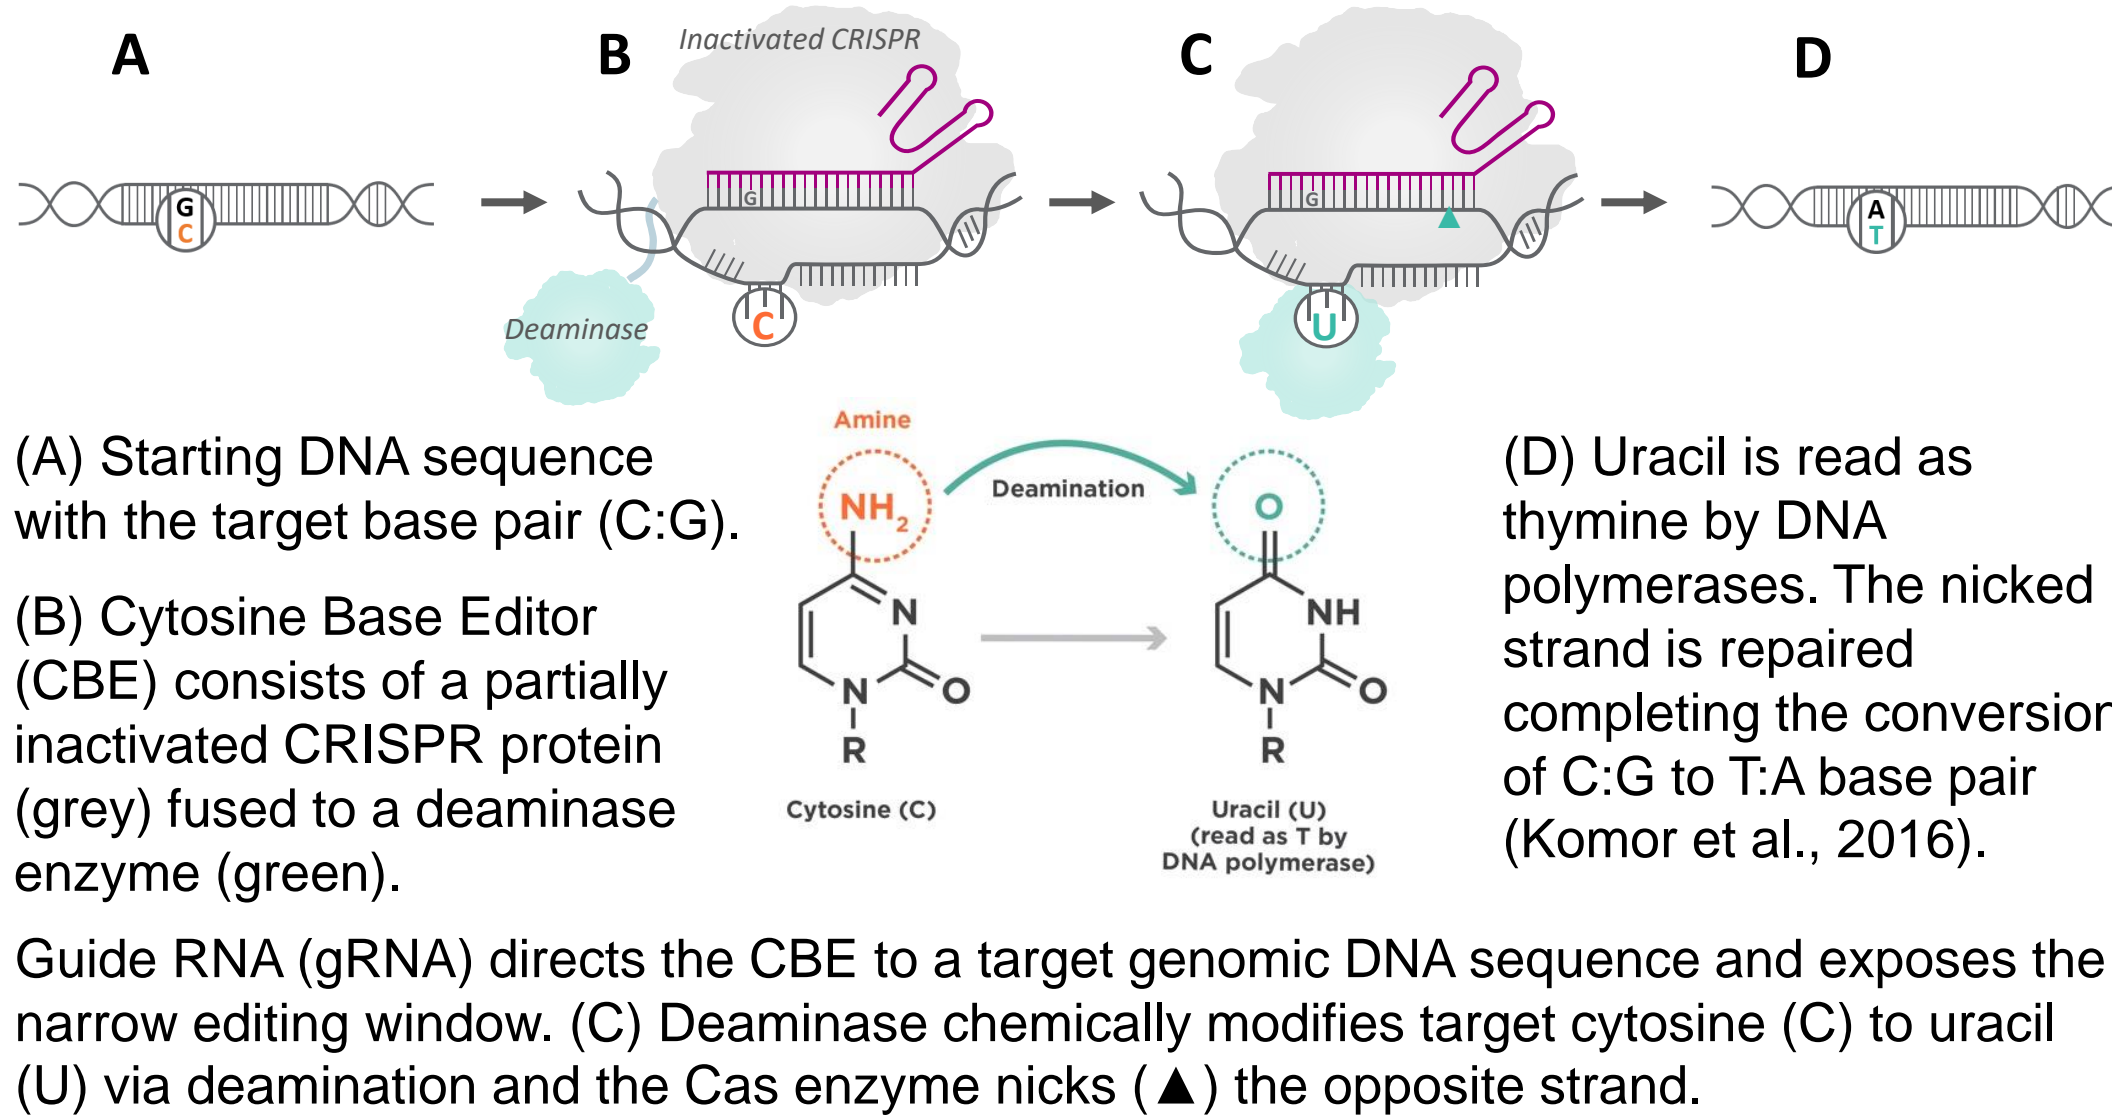 A
B
C
D
Inactivated CRISPR
G
C
G
Deaminase
C
G
U
A
T
(A) Starting DNA sequence
with the target base pair (C:G).
(B) Cytosine Base Editor
(CBE) consists of a partially
inactivated CRISPR protein
(grey) fused to a deaminase
enzyme (green).
Amine
NH2
Deamination
O
N
N
O
R
Cytosine (C)
NH
N
O
R
Uracil (U)
(read as T by
DNA polymerase)
(D) Uracil is read as
thymine by DNA
polymerases. The nicked
strand is repaired
completing the conversion
of C:G to T:A base pair
(Komor et al., 2016).
Guide RNA (gRNA) directs the CBE to a target genomic DNA sequence and exposes the
narrow editing window. (C) Deaminase chemically modifies target cytosine (C) to uracil
(U) via deamination and the Cas enzyme nicks (▲) the opposite strand.